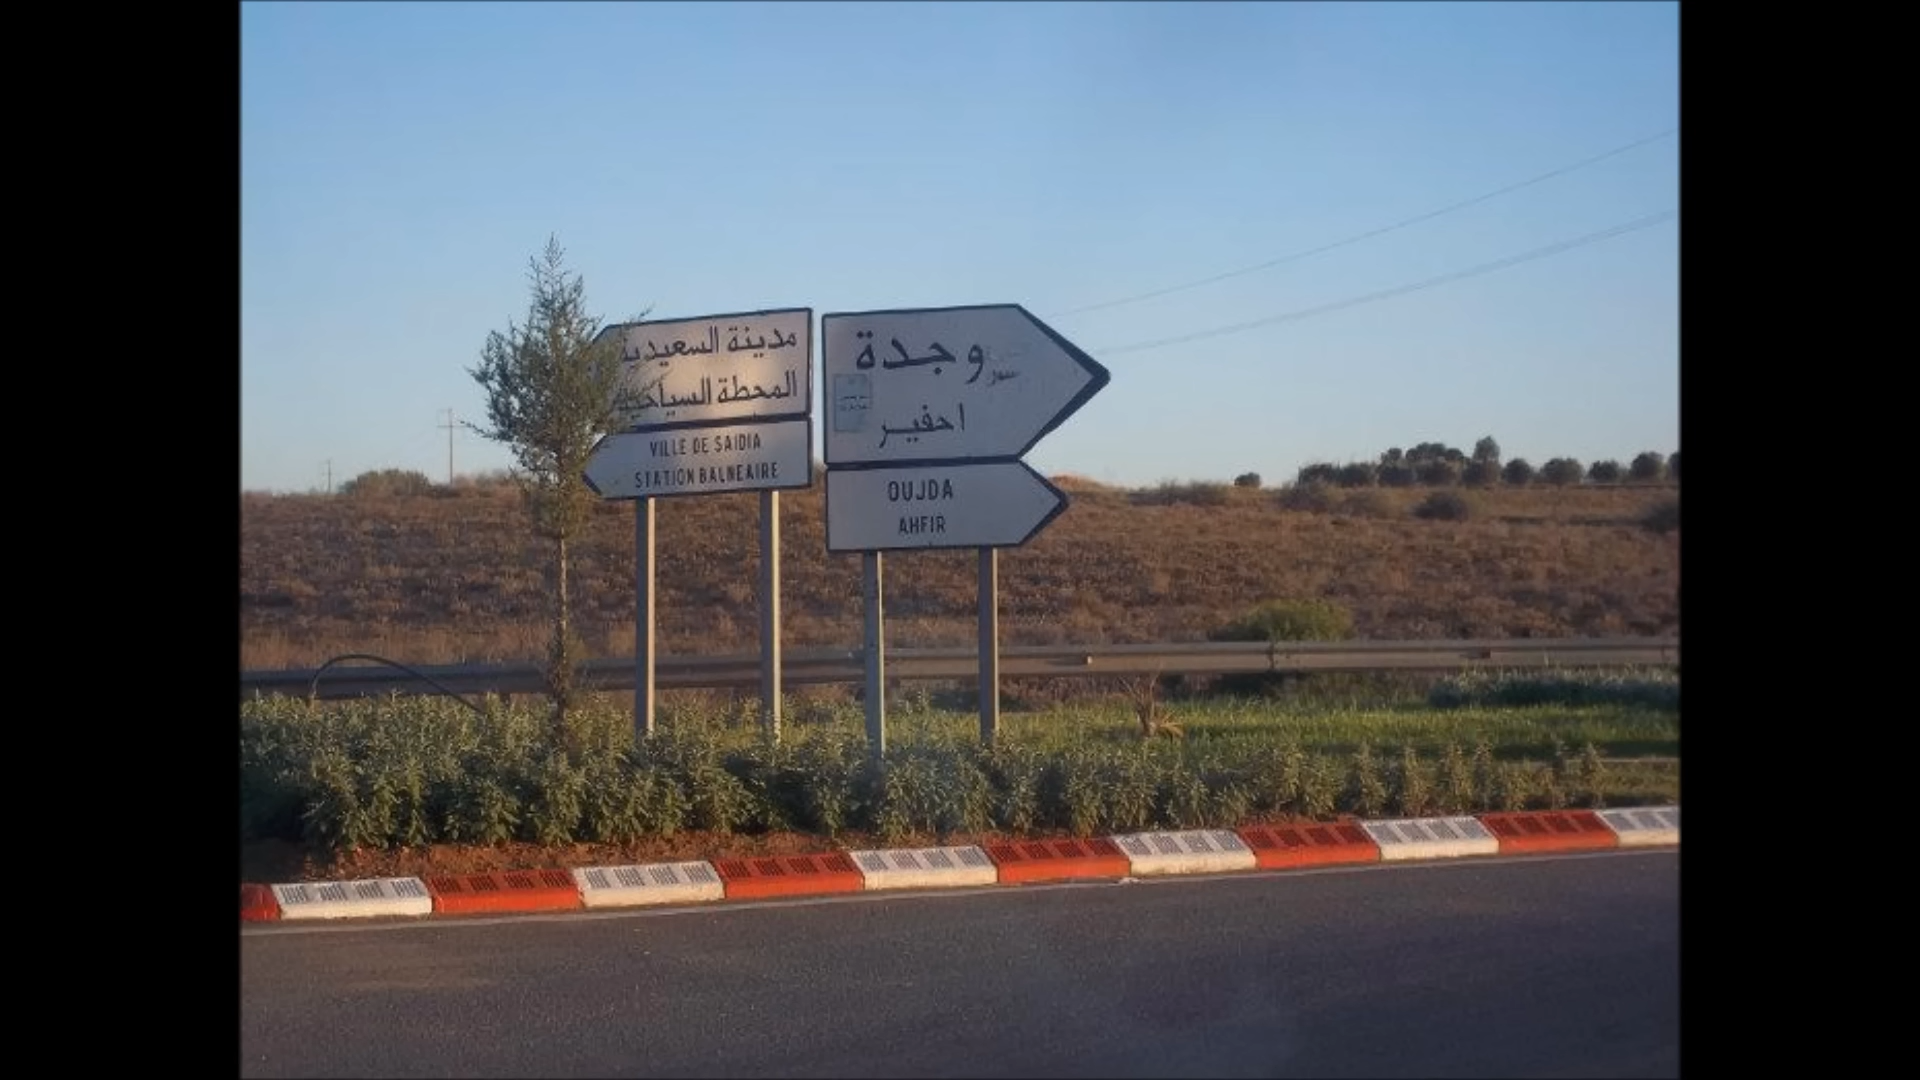 مدينة السعيدية
المحطة السياحية
VILLE DE SAIDIA
STATION BALNEAIRE
وجدة
احفير
OUJDA
AHFIR